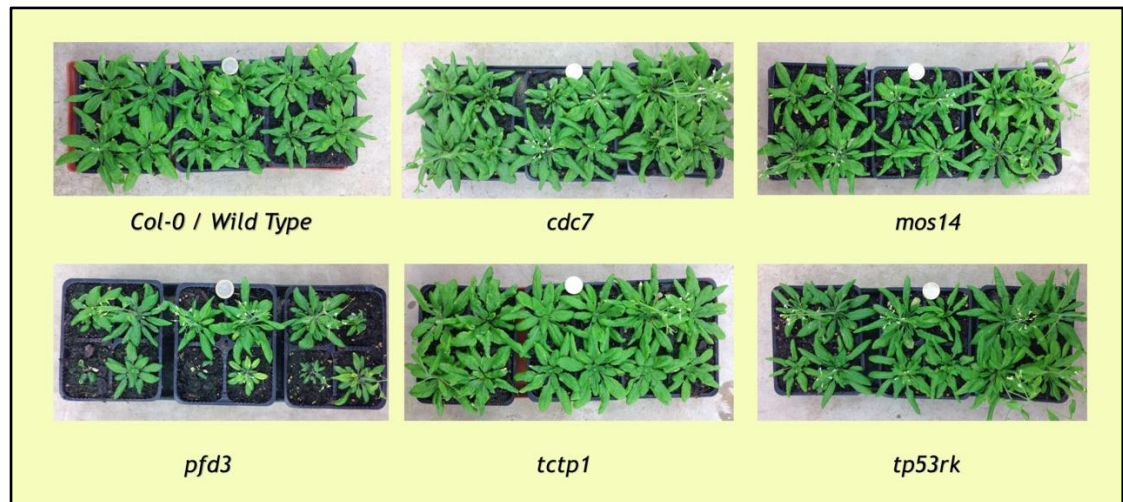 Col-0 / Wild Type
cdc7
mos14
pfd3
tctp1
tp53rk